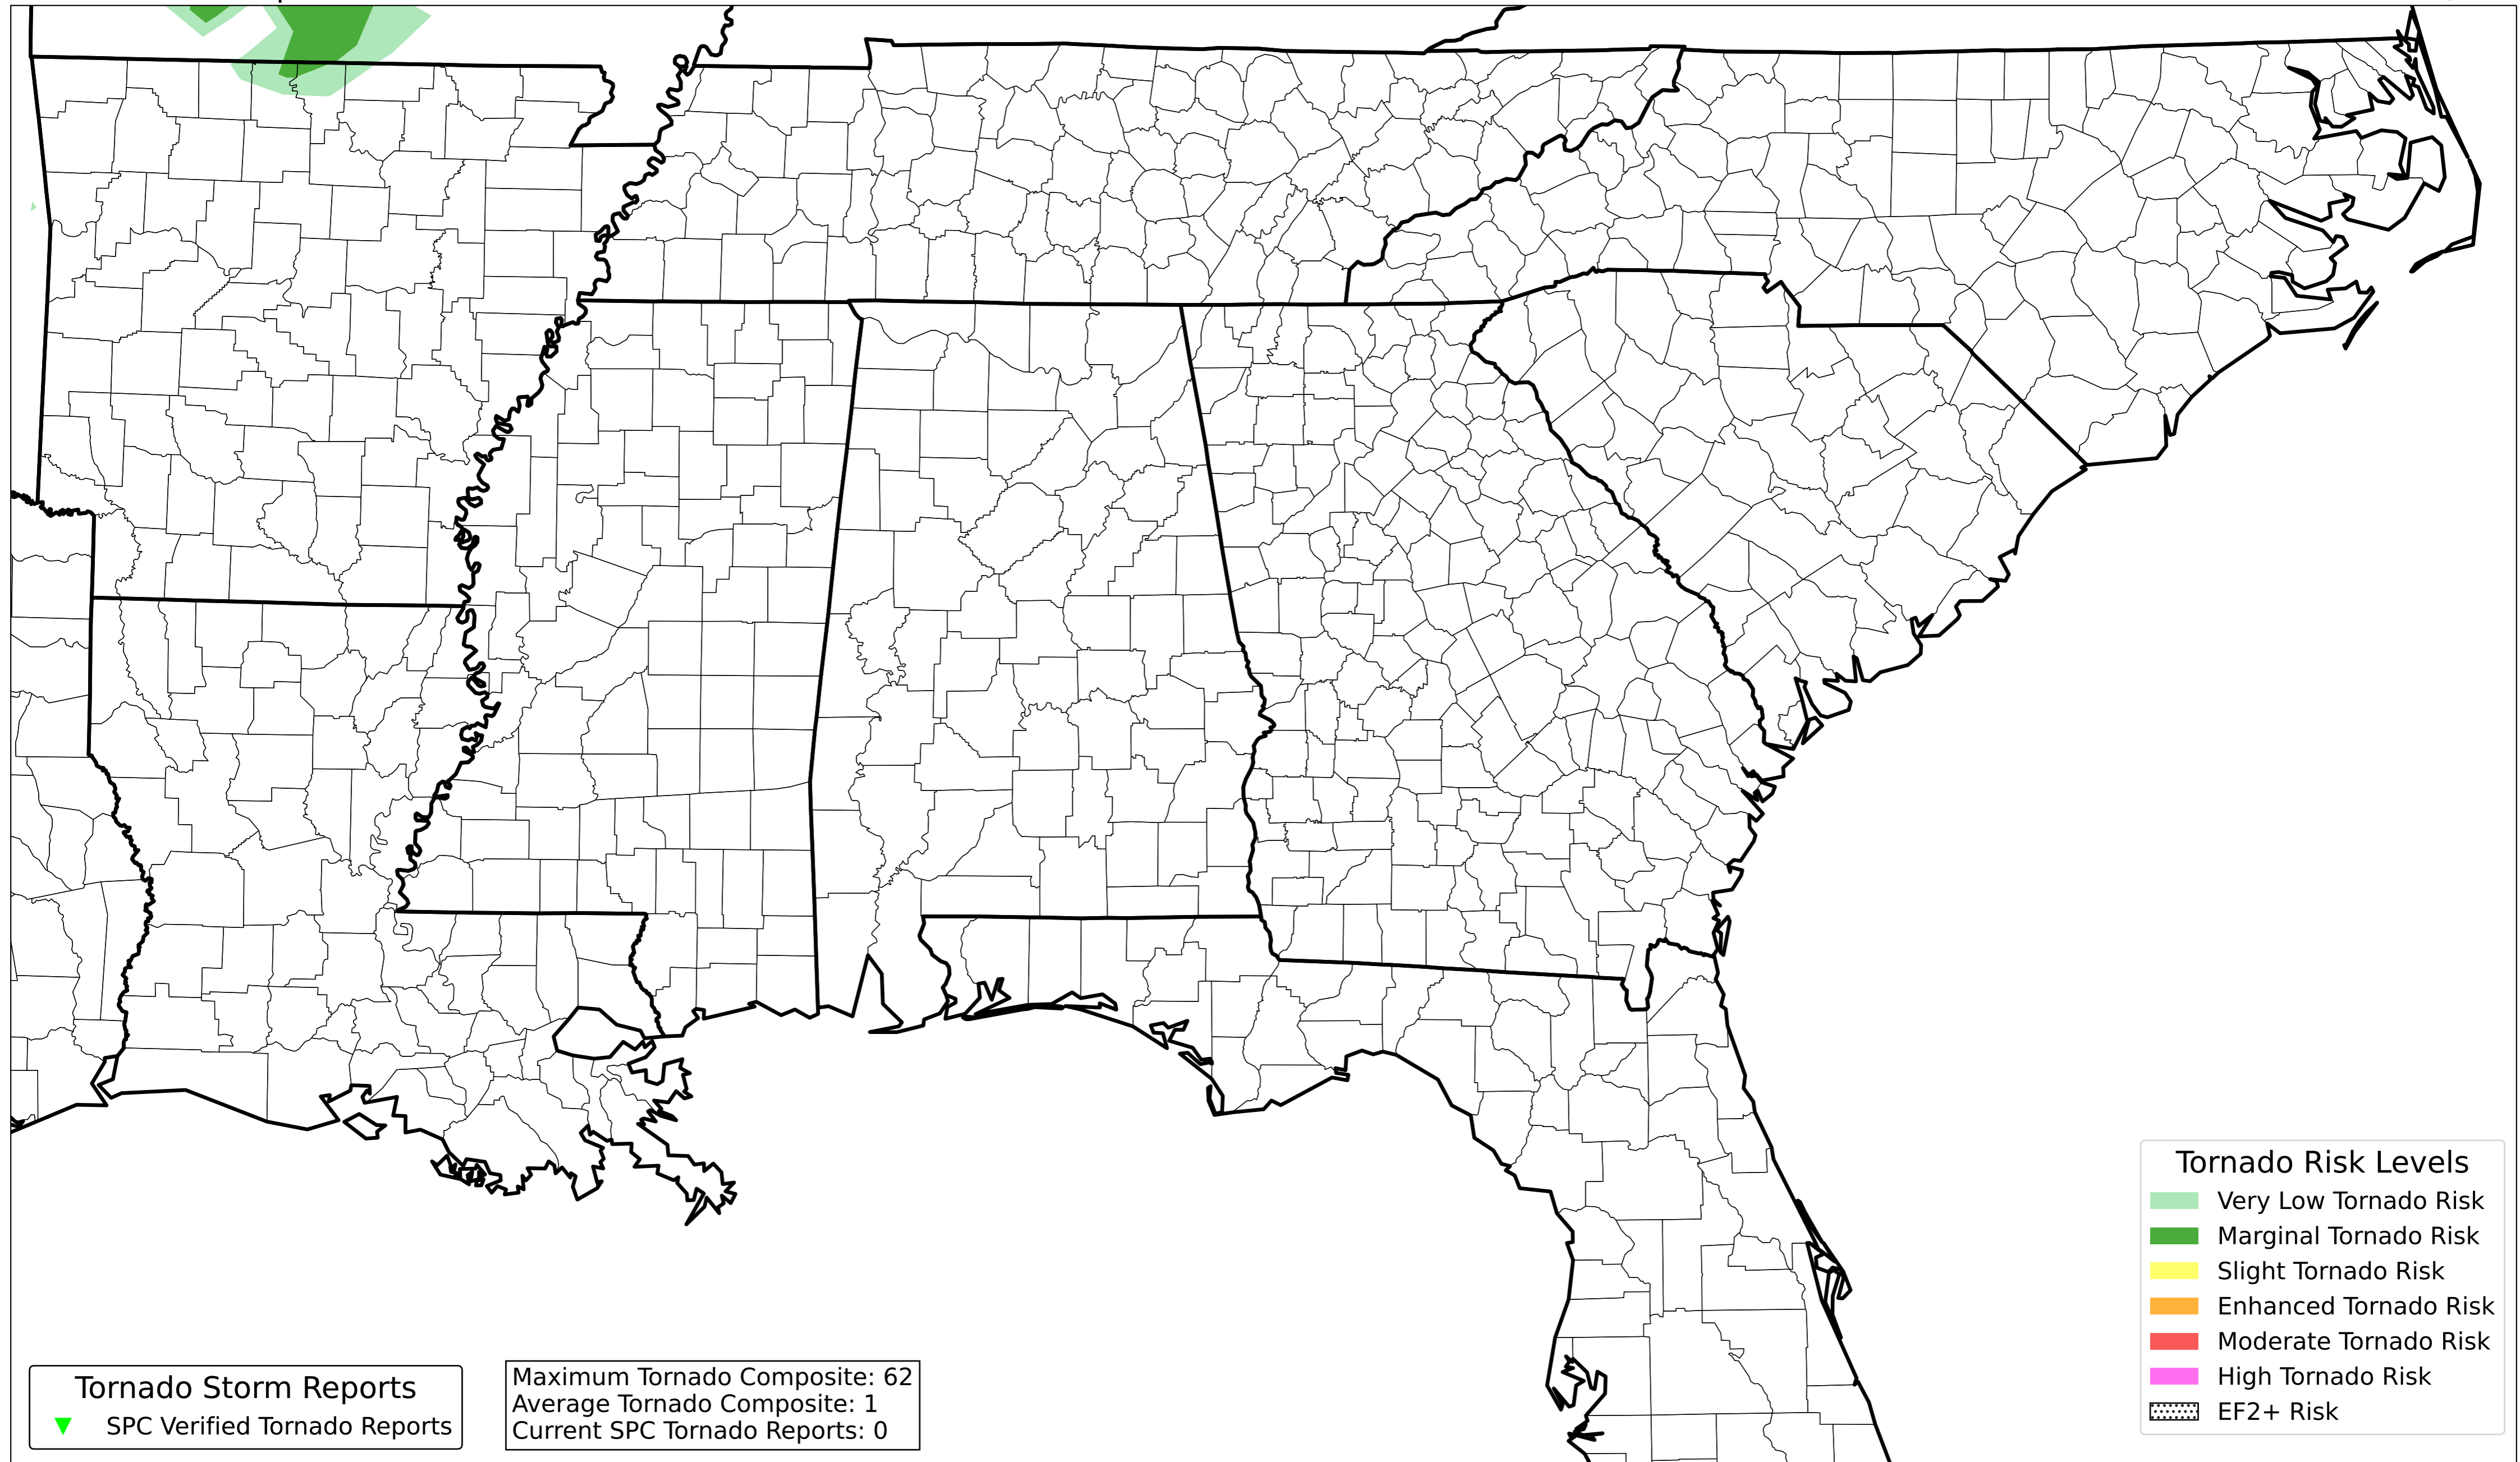 Tornado Risk Levels
Very Low Tornado Risk
Marginal Tornado Risk
Slight Tornado Risk
Enhanced Tornado Risk
Moderate Tornado Risk
High Tornado Risk
EF2+ Risk
Tornado Storm Reports
SPC Verified Tornado Reports
Maximum Tornado Composite: 62
Average Tornado Composite: 1
Current SPC Tornado Reports: 0